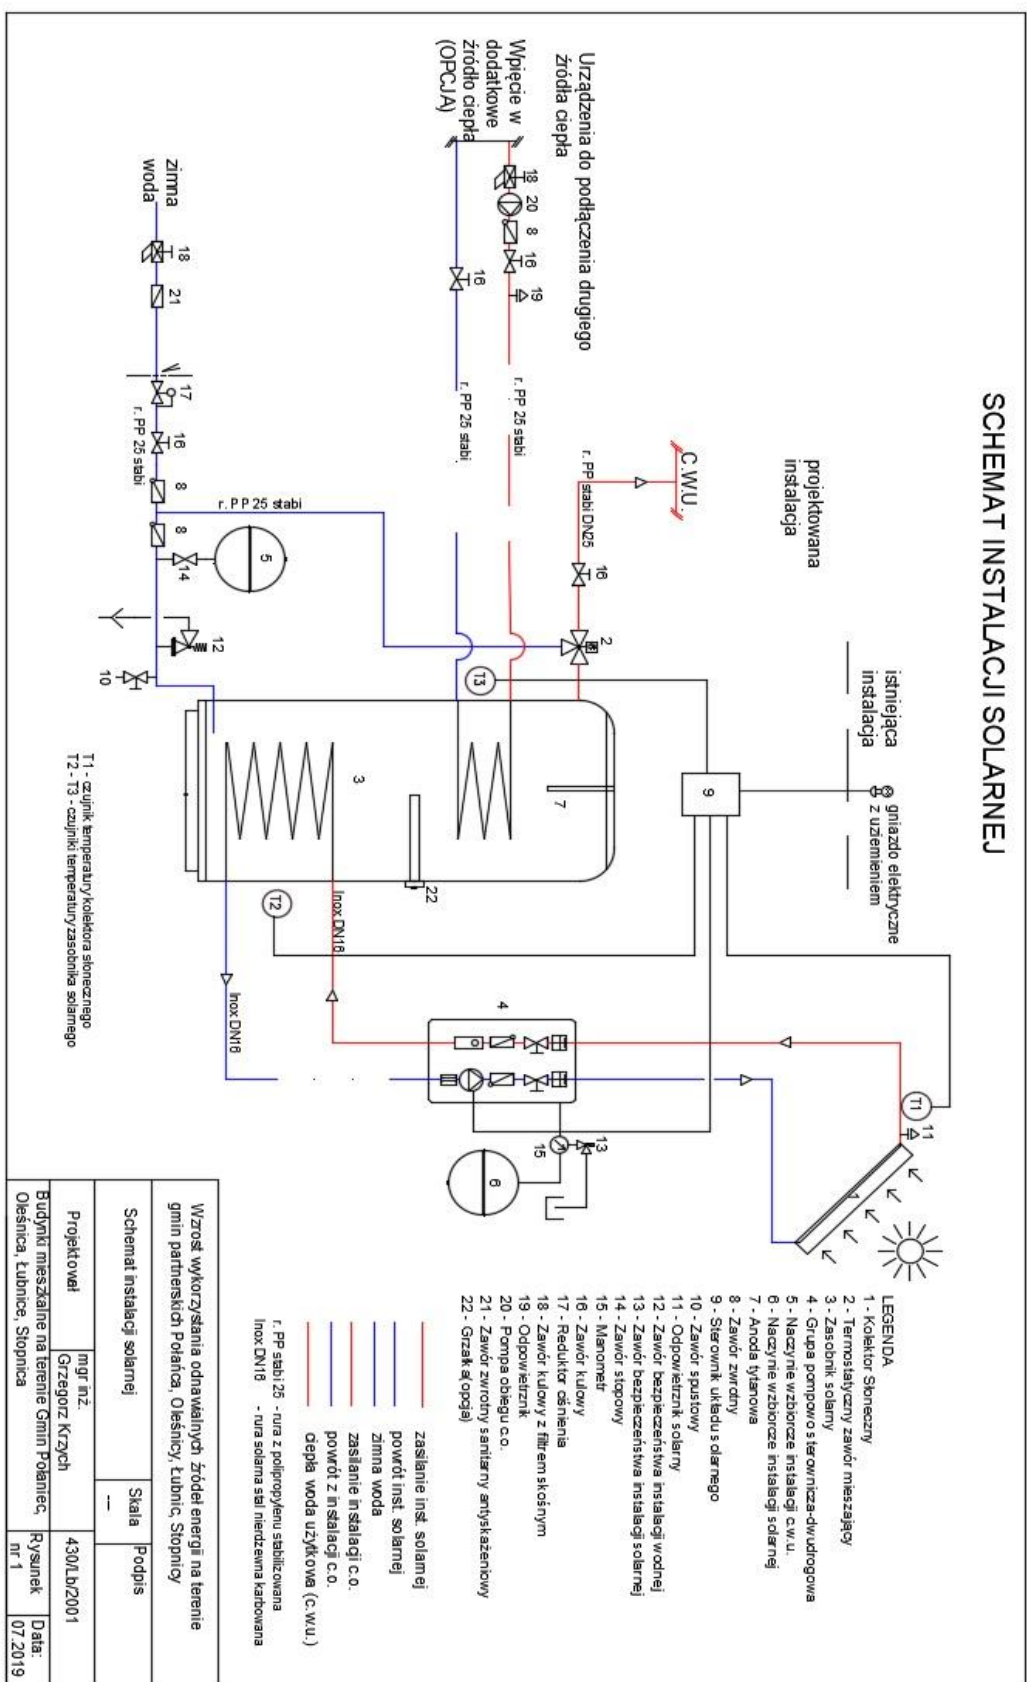 SCHEMAT INSTALACJI SOLARNEJ
projektowana
instalacja
istniejąca
instalacja
gniazdo elektryczne
z uziemieniem
Urządzenia do podłączenia drugiego
źródła ciepła
Wpięcie w
dodatkowe
źródło ciepła
(OPCJA)
18
20
8
16
19
16
r. PP 25 stabi
r. PP 25 stabi
C.W.U.
r. PP stabi DN25
16
2
T3
9
T1
11
1
zimna
woda
18
21
17
r. PP 25 stabi
16
8
8
r. PP 25 stabi
14
5
12
10
3
7
22
T2
Inox DN16
Inox DN16
4
15
13
6
T1 - czujnik temperatury kolektora słonecznego
T2 - T3 - czujniki temperatury zasobnika solarnego
LEGENDA
1 - Kolektor Słoneczny
2 - Termostatyczny zawór mieszający
3 - Zasobnik solarny
4 - Grupa pompowo sterownicza-dwudrogowa
5 - Naczynie wzbiorcze instalacji c.w.u.
6 - Naczynie wzbiorcze instalacji solarnej
7 - Anoda tytanowa
8 - Zawór zwrotny
9 - Sterownik układu solarnego
10 - Zawór spustowy
11 - Odpowietrznik solarny
12 - Zawór bezpieczeństwa instalacji wodnej
13 - Zawór bezpieczeństwa instalacji solarnej
14 - Zawór stopowy
15 - Manometr
16 - Zawór kulowy
17 - Reduktor ciśnienia
18 - Zawór kulowy z filtrem skośnym
19 - Odpowietrznik
20 - Pompa obiegu c.o.
21 - Zawór zwrotny sanitarny antyskażeniowy
22 - Grzałka (opcja)
zasilanie inst. solarnej
powrót inst. solarnej
zimna woda
zasilanie instalacji c.o.
powrót z instalacji c.o.
ciepła woda użytkowa (c.w.u.)
r. PP stabi 25 - rura z polipropylenu stabilizowana
Inox DN16 - rura solarna stal nierdzewna karbowana
Wzrost wykorzystania odnawialnych źródeł energii na terenie
gmin partnerskich Połańca, Oleśnicy, Łubnic, Stopnicy
Schemat instalacji solarnej
Skala
---
Podpis
Projektował
mgr inż.
Grzegorz Krzych
430/Lb/2001
Budynki mieszkalne na terenie Gmin Połaniec,
Oleśnica, Łubnice, Stopnica
Rysunek
nr 1
Data:
07.2019